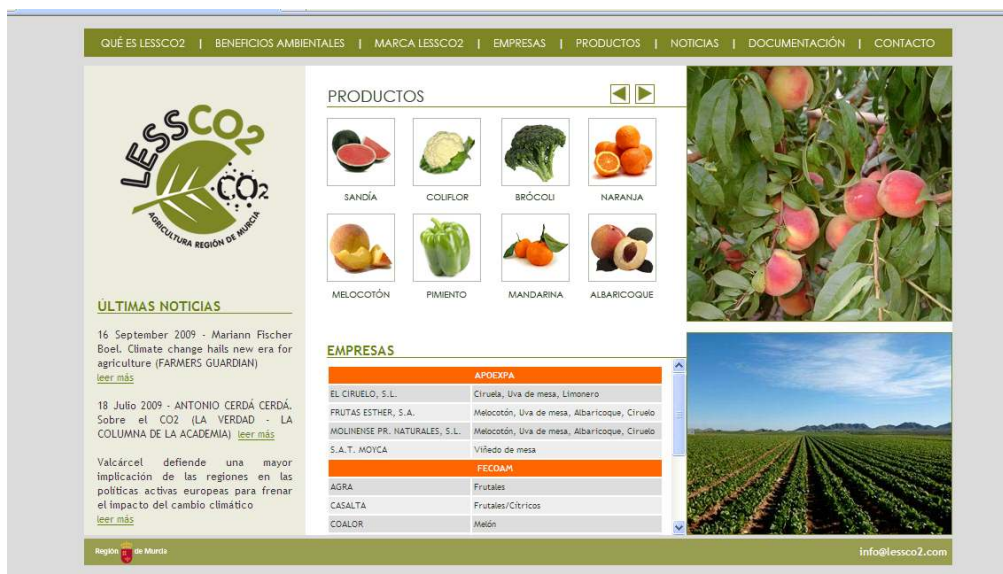 QUÉ ES LESSCO2 | BENEFICIOS AMBIENTALES | MARCA LESSCO2 | EMPRESAS | PRODUCTOS | NOTICIAS | DOCUMENTACIÓN | CONTACTO
LESSCO2
CO2
AGRICULTURA REGIÓN DE MURCIA
ÚLTIMAS NOTICIAS
16 September 2009 - Mariann Fischer
Boel. Climate change hails new era for
agriculture (FARMERS GUARDIAN)
leer más
18 Julio 2009 - ANTONIO CERDÁ CERDÁ.
Sobre el CO2 (LA VERDAD - LA
COLUMNA DE LA ACADEMIA) leer más
Valcárcel defiende una mayor
implicación de las regiones en las
políticas activas europeas para frenar
el impacto del cambio climático
leer más
PRODUCTOS
SANDÍA COLIFLOR BRÓCOLI NARANJA
MELOCOTÓN PIMIENTO MANDARINA ALBARICOQUE
EMPRESAS
APOEXPA
EL CIRUELO, S.L. Ciruela, Uva de mesa, Limonero
FRUTAS ESTHER, S.A. Melocotón, Uva de mesa, Albaricoque, Ciruelo
MOLINENSE PR. NATURALES, S.L. Melocotón, Uva de mesa, Albaricoque, Ciruelo
S.A.T. MOYCA Viñedo de mesa
FECOAM
AGRA Frutales
CASALTA Frutales/Cítricos
COALOR Melón
Región de Murcia
info@lessco2.com